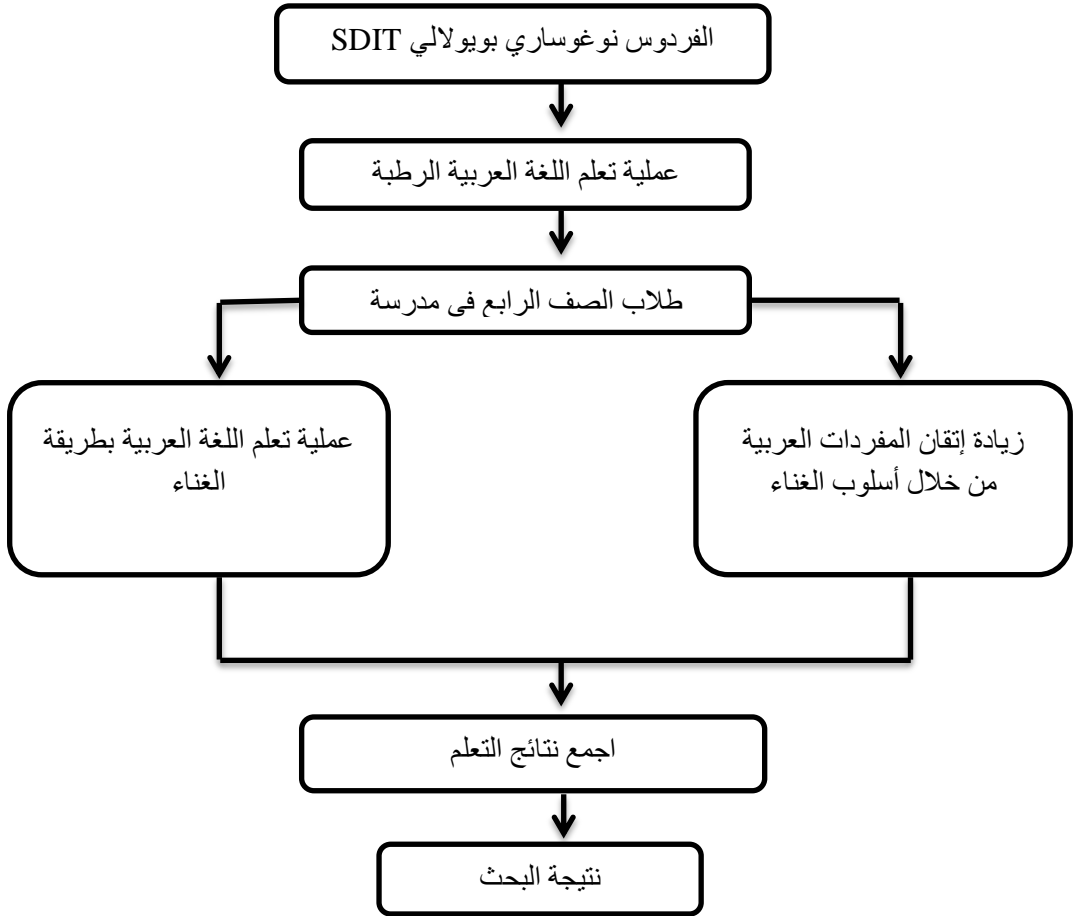 الفردوس نوغوساري بويولالي SDIT
عملية تعلم اللغة العربية الرطبة
طلاب الصف الرابع في مدرسة
زيادة إتقان المفردات العربية
من خلال أسلوب الغناء
عملية تعلم اللغة العربية بطريقة
الغناء
اجمع نتائج التعلم
نتيجة البحث